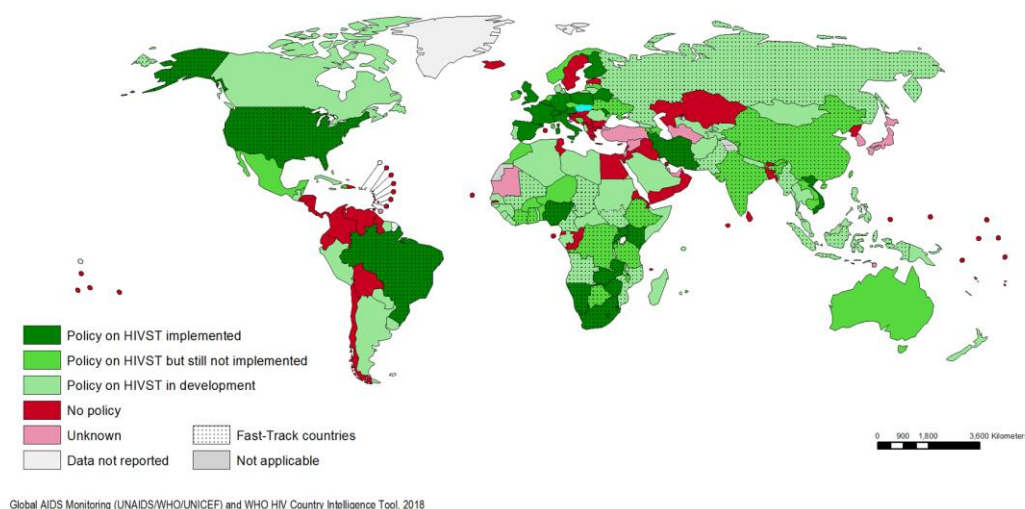 Policy on HIVST implemented
Policy on HIVST but still not implemented
Policy on HIVST in development
No policy
Unknown
Fast-Track countries
Data not reported
Not applicable
0 900 1,800 3,600 Kilometers
Global AIDS Monitoring (UNAIDS/WHO/UNICEF) and WHO HIV Country Intelligence Tool, 2018